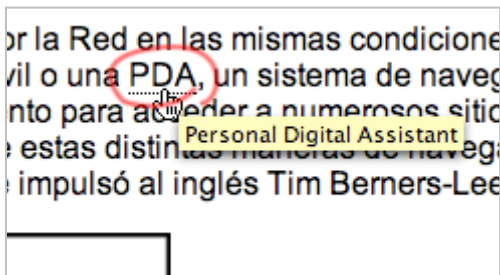 or la Red en las mismas condicione
vil o una PDA, un sistema de naveg
nto para acceder a numerosos sitio
Personal Digital Assistant
estas distintas maneras de navega
impulsó al inglés Tim Berners-Lee